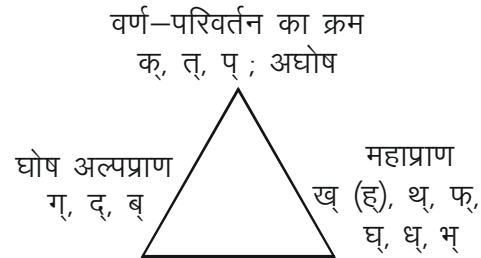 वर्ण–परिवर्तन का क्रम
क्, त्, प् ; अघोष
घोष अल्पप्राण
ग्, द्, ब्
महाप्राण
ख् (ह्), थ्, फ्,
घ्, ध्, भ्